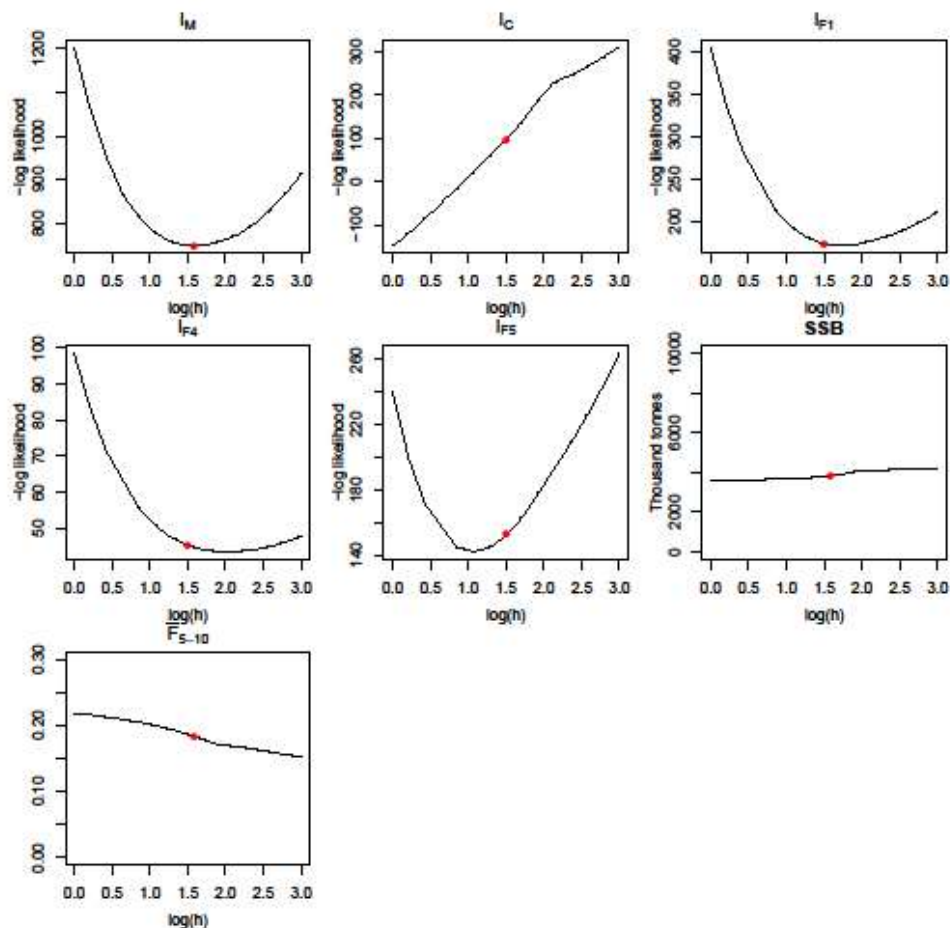 l_M
1200
1000
900
800
−log likelihood
0.0 0.5 1.0 1.5 2.0 2.5 3.0
log(h)
l_C
300
200
100
0
−100
−log likelihood
0.0 0.5 1.0 1.5 2.0 2.5 3.0
log(h)
l_F1
400
350
300
250
200
−log likelihood
0.0 0.5 1.0 1.5 2.0 2.5 3.0
log(h)
l_F4
100
90
80
70
60
50
−log likelihood
0.0 0.5 1.0 1.5 2.0 2.5 3.0
log(h)
l_F5
260
220
180
140
−log likelihood
0.0 0.5 1.0 1.5 2.0 2.5 3.0
log(h)
SSB
10000
6000
2000
0
Thousand tonnes
0.0 0.5 1.0 1.5 2.0 2.5 3.0
log(h)
F̅_5−10
0.30
0.20
0.10
0.00
0.0 0.5 1.0 1.5 2.0 2.5 3.0
log(h)